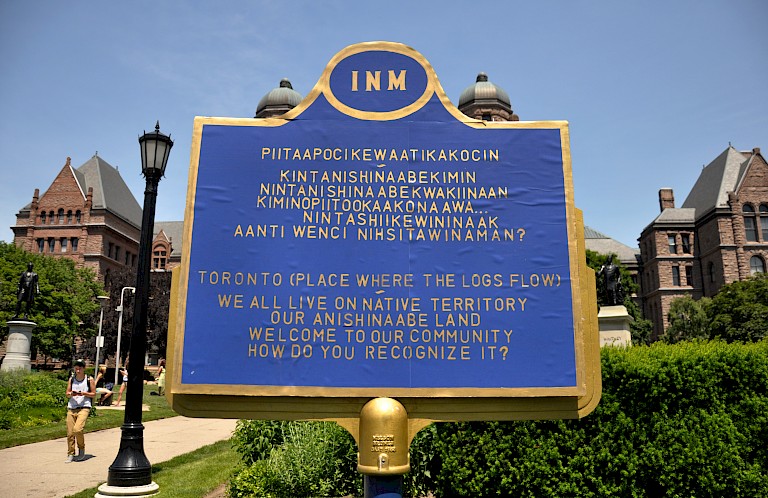 INM
PIITAAPOCIKEWAATIKAKOCIN
KINTANISHINAABEKIMIN
NINTANISHINAABEKWAKIINAAN
KIMINOPIITOOKAAKONAAWA...
NINTASHIIKEWININAAK
AANTI WENCI NIHSITAWINAMAN?
TORONTO (PLACE WHERE THE LOGS FLOW)
WE ALL LIVE ON NATIVE TERRITORY
OUR ANISHINAABE LAND
WELCOME TO OUR COMMUNITY
HOW DO YOU RECOGNIZE IT?